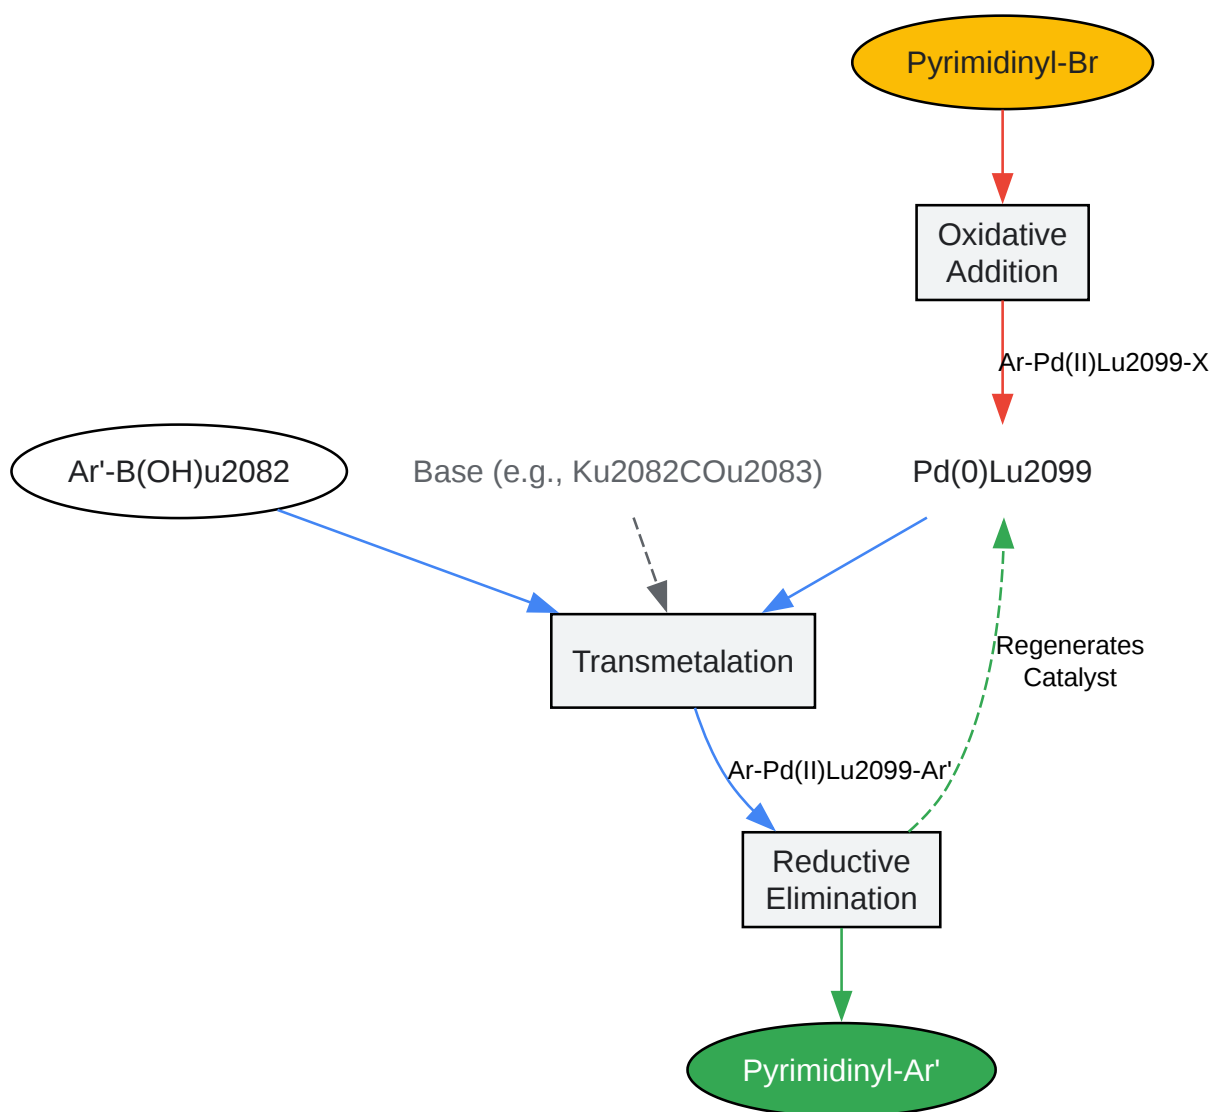 Pyrimidinyl-Br
Oxidative
Addition
Ar-Pd(II)Lu2099-X
Ar'-B(OH)u2082
Base (e.g., Ku2082COu2083)
Pd(0)Lu2099
Transmetalation
Regenerates
Catalyst
Ar-Pd(II)Lu2099-Ar'
Reductive
Elimination
Pyrimidinyl-Ar'